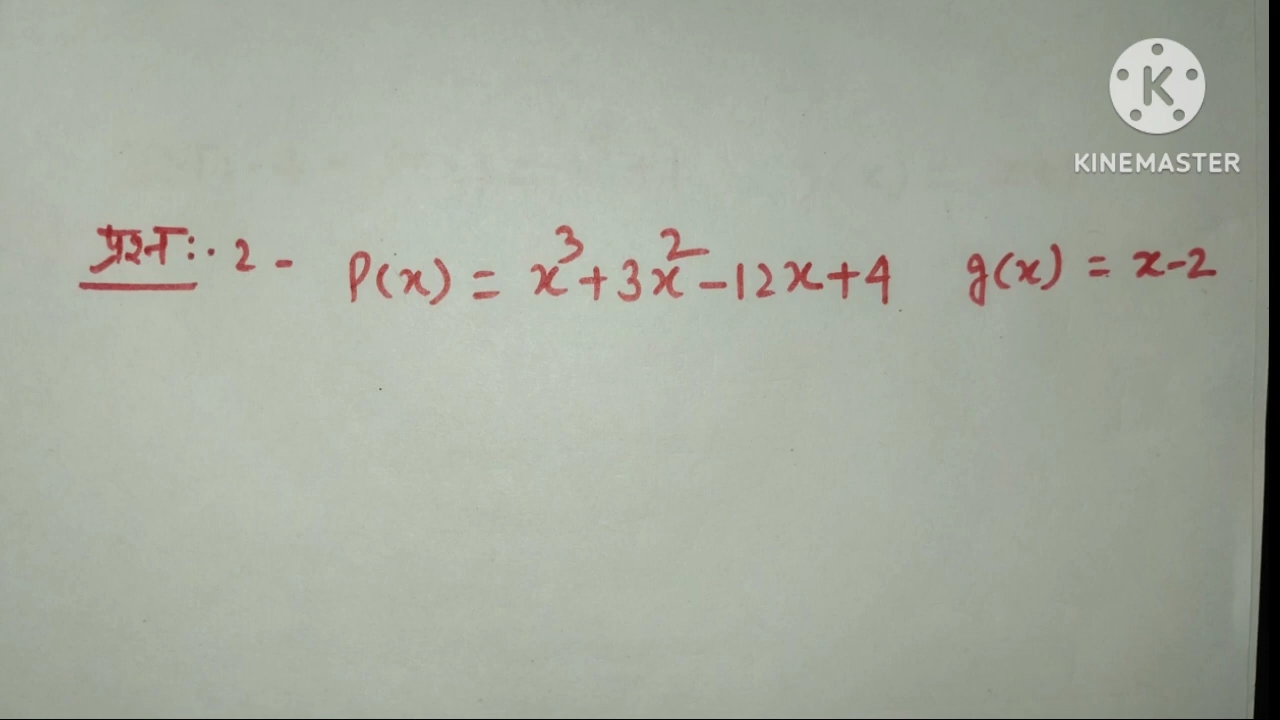 KINEMASTER
प्रश्न:· 2 - P(x) = x³+3x²-12x+4 g(x) = x-2